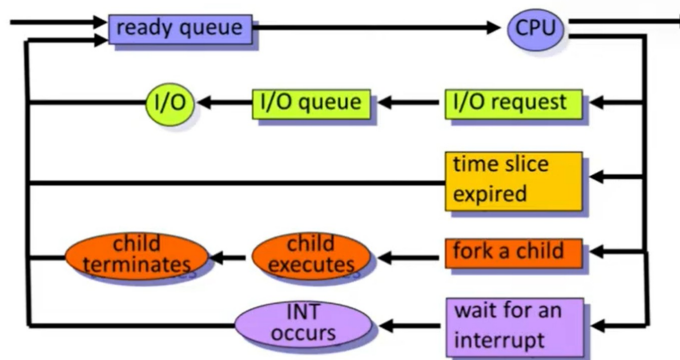 ready queue
CPU
I/O
I/O queue
I/O request
time slice
expired
child
terminates
child
executes
fork a child
INT
occurs
wait for an
interrupt